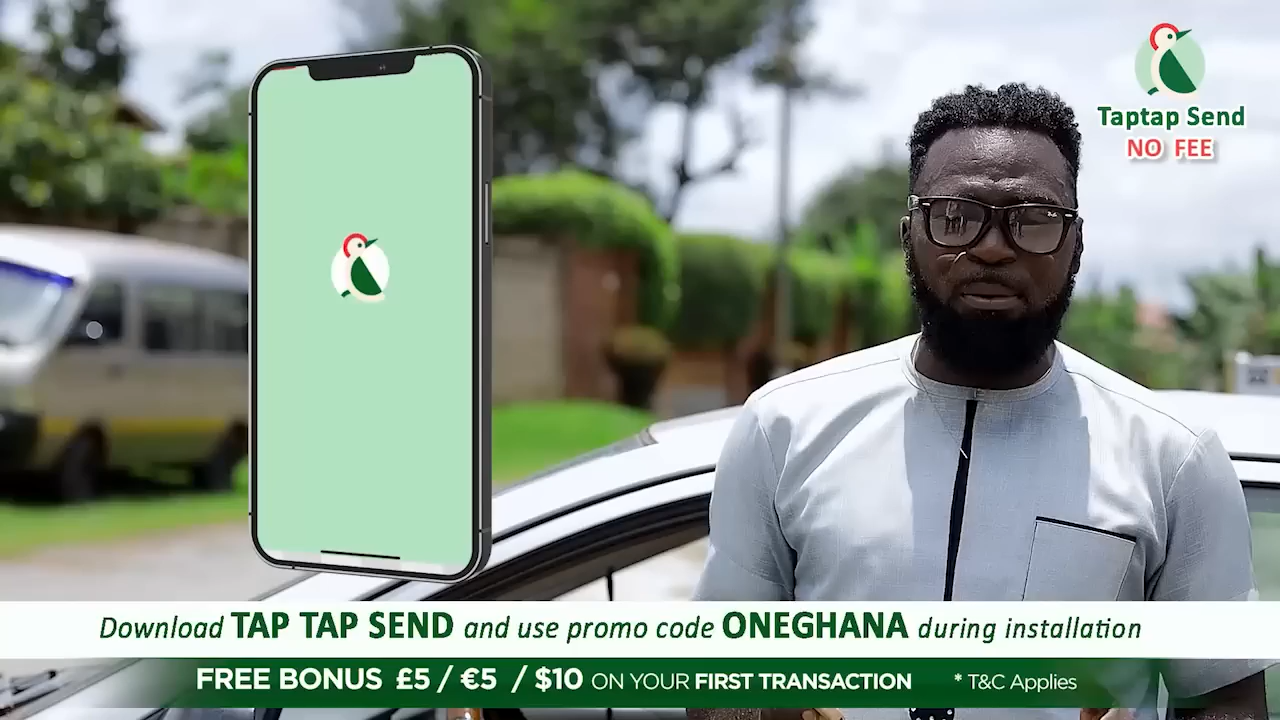 Taptap Send
NO FEE
Download TAP TAP SEND and use promo code ONEGHANA during installation
FREE BONUS £5 / €5 / $10 ON YOUR FIRST TRANSACTION * T&C Applies